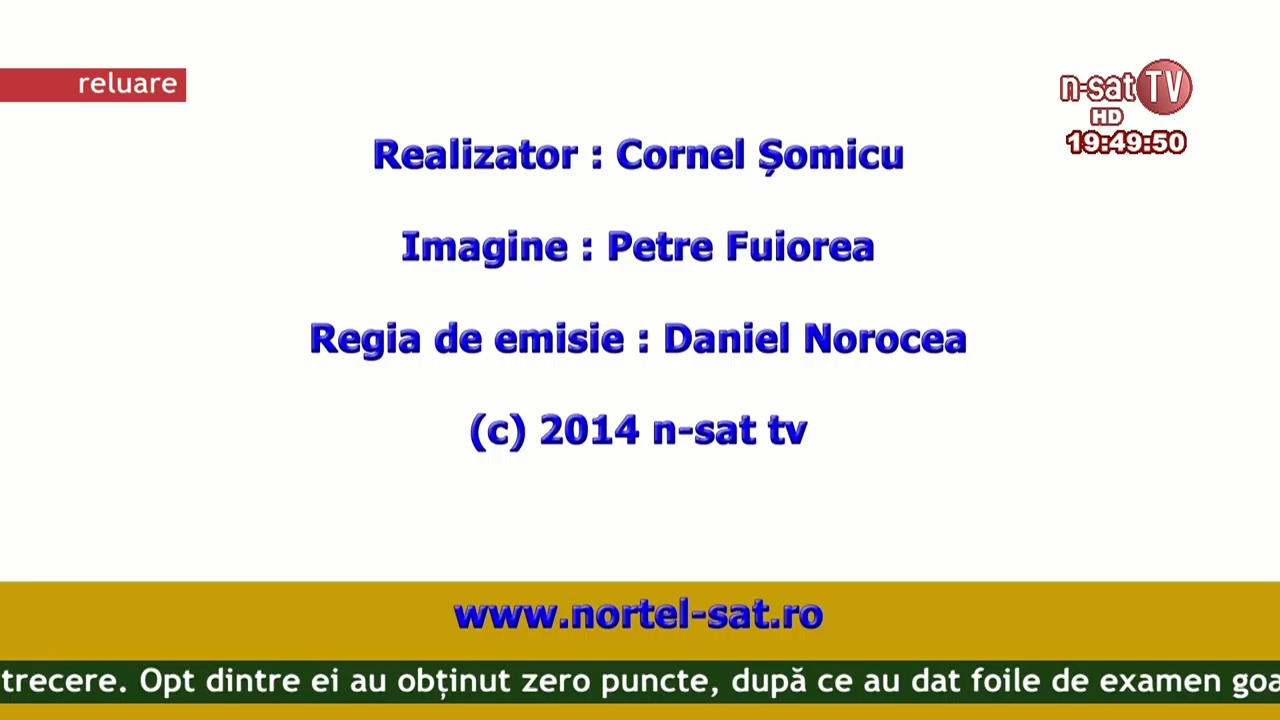 reluare
n-sat TV
HD
19:49:50
Realizator : Cornel Șomicu
Imagine : Petre Fuiorea
Regia de emisie : Daniel Norocea
(c) 2014 n-sat tv
www.nortel-sat.ro
trecere. Opt dintre ei au obținut zero puncte, după ce au dat foile de examen goa